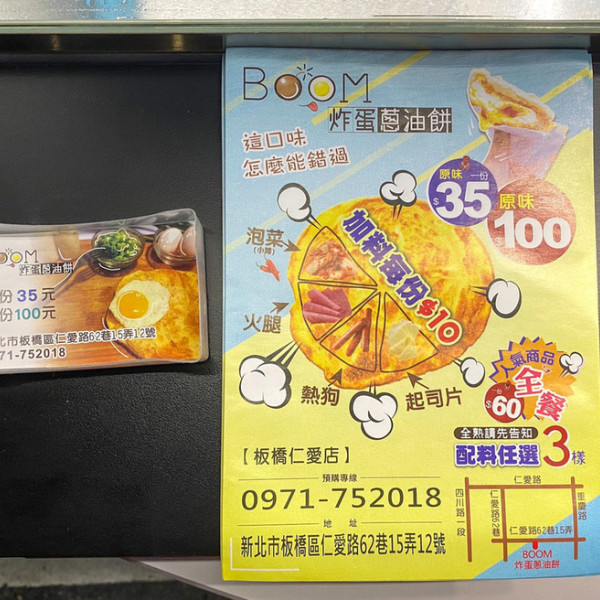 BOOM
炸蛋蔥油餅
份 35 元
份 100元
北市板橋區仁愛路62巷15弄12號
971-752018
BOOM
炸蛋蔥油餅
這口味
怎麼能錯過
原味 一份
$35
原味 三份
$100
加料每份$10
泡菜
(小辣)
火腿
熱狗
起司片
人氣商品
全餐
一份
$60
全熟請先告知
配料任選3樣
【板橋仁愛店】
預購專線
0971-752018
地 址
新北市板橋區仁愛路62巷15弄12號
仁愛路
四川路一段
仁愛路62巷
重慶路
仁愛路62巷15弄
BOOM
炸蛋蔥油餅